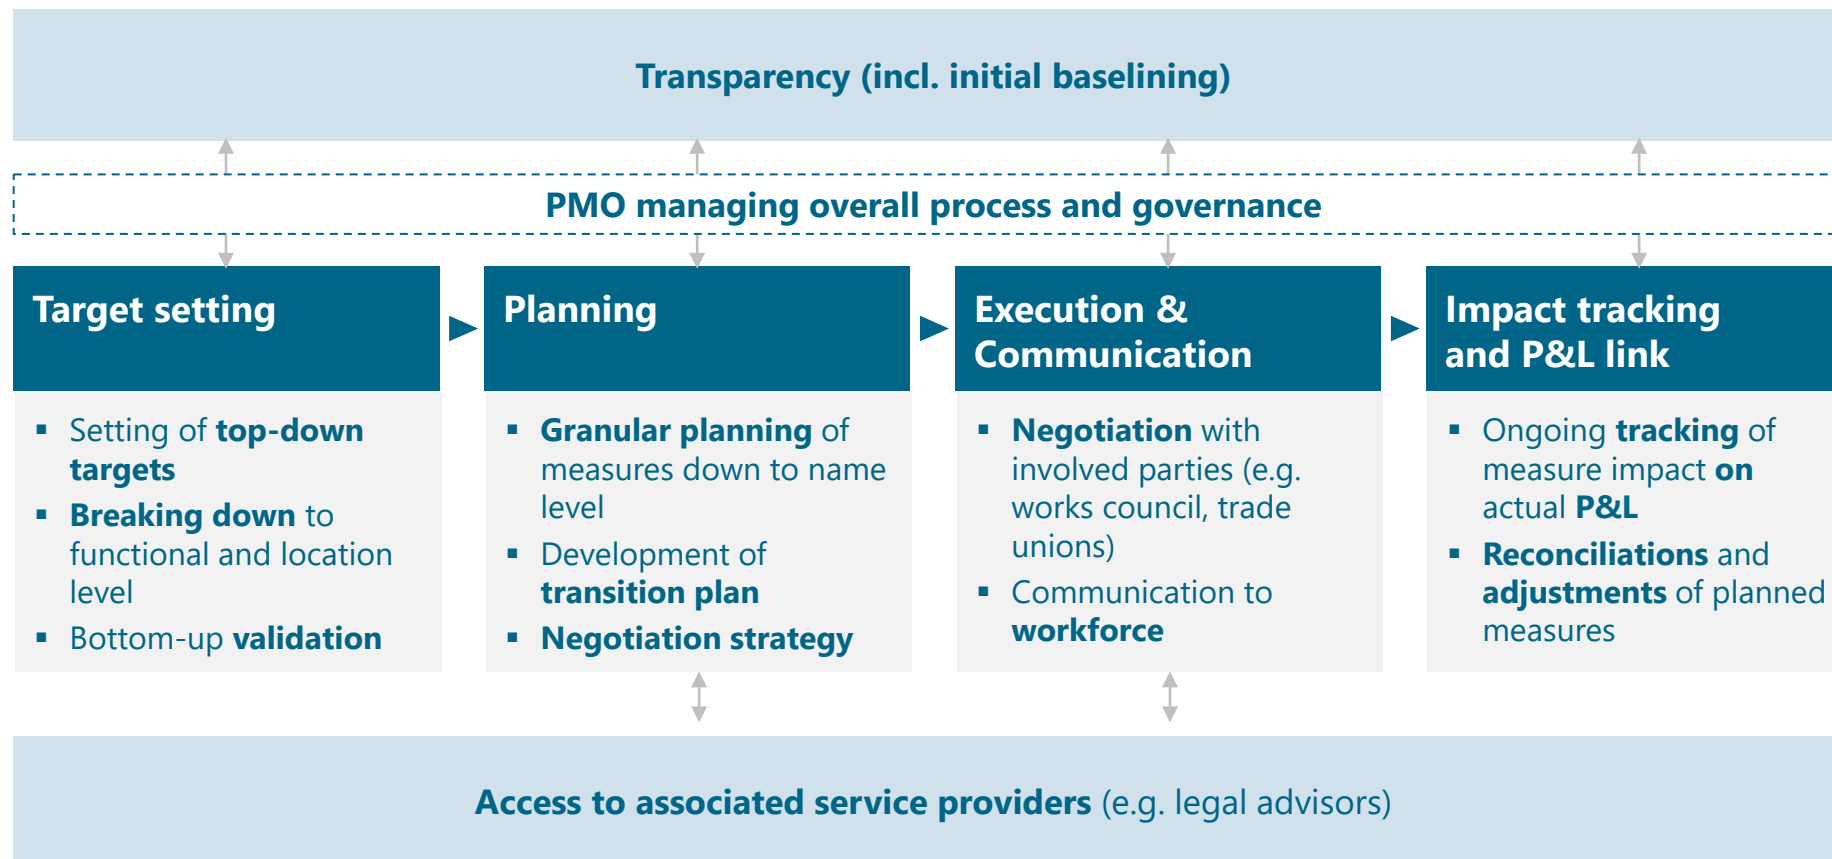 Transparency (incl. initial baselining)
PMO managing overall process and governance
Target setting
▪ Setting of top-down
targets
▪ Breaking down to
functional and location
level
▪ Bottom-up validation
Planning
▪ Granular planning of
measures down to name
level
▪ Development of
transition plan
▪ Negotiation strategy
Execution &
Communication
▪ Negotiation with
involved parties (e.g.
works council, trade
unions)
▪ Communication to
workforce
Impact tracking
and P&L link
▪ Ongoing tracking of
measure impact on
actual P&L
▪ Reconciliations and
adjustments of planned
measures
Access to associated service providers (e.g. legal advisors)